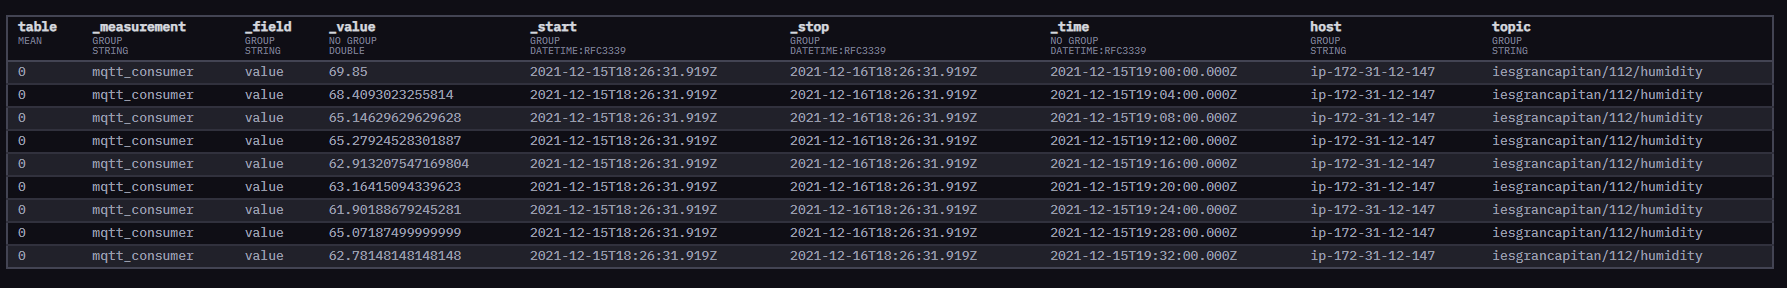 table _measurement _field _value _start _stop _time host topic
MEAN GROUP GROUP NO GROUP GROUP GROUP NO GROUP GROUP GROUP
STRING STRING DOUBLE DATETIME:RFC3339 DATETIME:RFC3339 DATETIME:RFC3339 STRING STRING
0 mqtt_consumer value 69.85 2021-12-15T18:26:31.919Z 2021-12-16T18:26:31.919Z 2021-12-15T19:00:00.000Z ip-172-31-12-147 iesgrancapitan/112/humidity
0 mqtt_consumer value 68.4093023255814 2021-12-15T18:26:31.919Z 2021-12-16T18:26:31.919Z 2021-12-15T19:04:00.000Z ip-172-31-12-147 iesgrancapitan/112/humidity
0 mqtt_consumer value 65.14629629629628 2021-12-15T18:26:31.919Z 2021-12-16T18:26:31.919Z 2021-12-15T19:08:00.000Z ip-172-31-12-147 iesgrancapitan/112/humidity
0 mqtt_consumer value 65.27924528301887 2021-12-15T18:26:31.919Z 2021-12-16T18:26:31.919Z 2021-12-15T19:12:00.000Z ip-172-31-12-147 iesgrancapitan/112/humidity
0 mqtt_consumer value 62.913207547169804 2021-12-15T18:26:31.919Z 2021-12-16T18:26:31.919Z 2021-12-15T19:16:00.000Z ip-172-31-12-147 iesgrancapitan/112/humidity
0 mqtt_consumer value 63.16415094339623 2021-12-15T18:26:31.919Z 2021-12-16T18:26:31.919Z 2021-12-15T19:20:00.000Z ip-172-31-12-147 iesgrancapitan/112/humidity
0 mqtt_consumer value 61.90188679245281 2021-12-15T18:26:31.919Z 2021-12-16T18:26:31.919Z 2021-12-15T19:24:00.000Z ip-172-31-12-147 iesgrancapitan/112/humidity
0 mqtt_consumer value 65.07187499999999 2021-12-15T18:26:31.919Z 2021-12-16T18:26:31.919Z 2021-12-15T19:28:00.000Z ip-172-31-12-147 iesgrancapitan/112/humidity
0 mqtt_consumer value 62.78148148148148 2021-12-15T18:26:31.919Z 2021-12-16T18:26:31.919Z 2021-12-15T19:32:00.000Z ip-172-31-12-147 iesgrancapitan/112/humidity